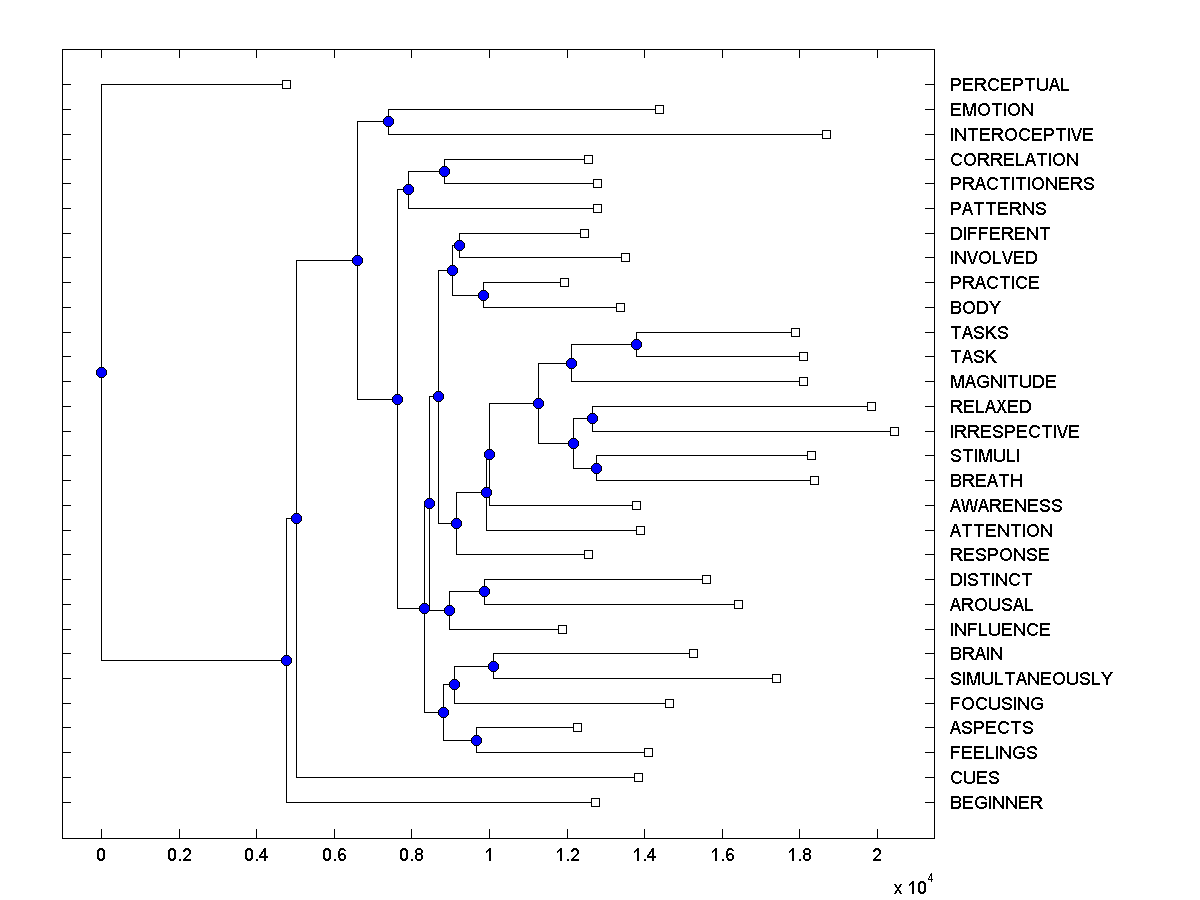 PERCEPTUAL
EMOTION
INTEROCEPTIVE
CORRELATION
PRACTITIONERS
PATTERNS
DIFFERENT
INVOLVED
PRACTICE
BODY
TASKS
TASK
MAGNITUDE
RELAXED
IRRESPECTIVE
STIMULI
BREATH
AWARENESS
ATTENTION
RESPONSE
DISTINCT
AROUSAL
INFLUENCE
BRAIN
SIMULTANEOUSLY
FOCUSING
ASPECTS
FEELINGS
CUES
BEGINNER
0 0.2 0.4 0.6 0.8 1 1.2 1.4 1.6 1.8 2
x 10^4